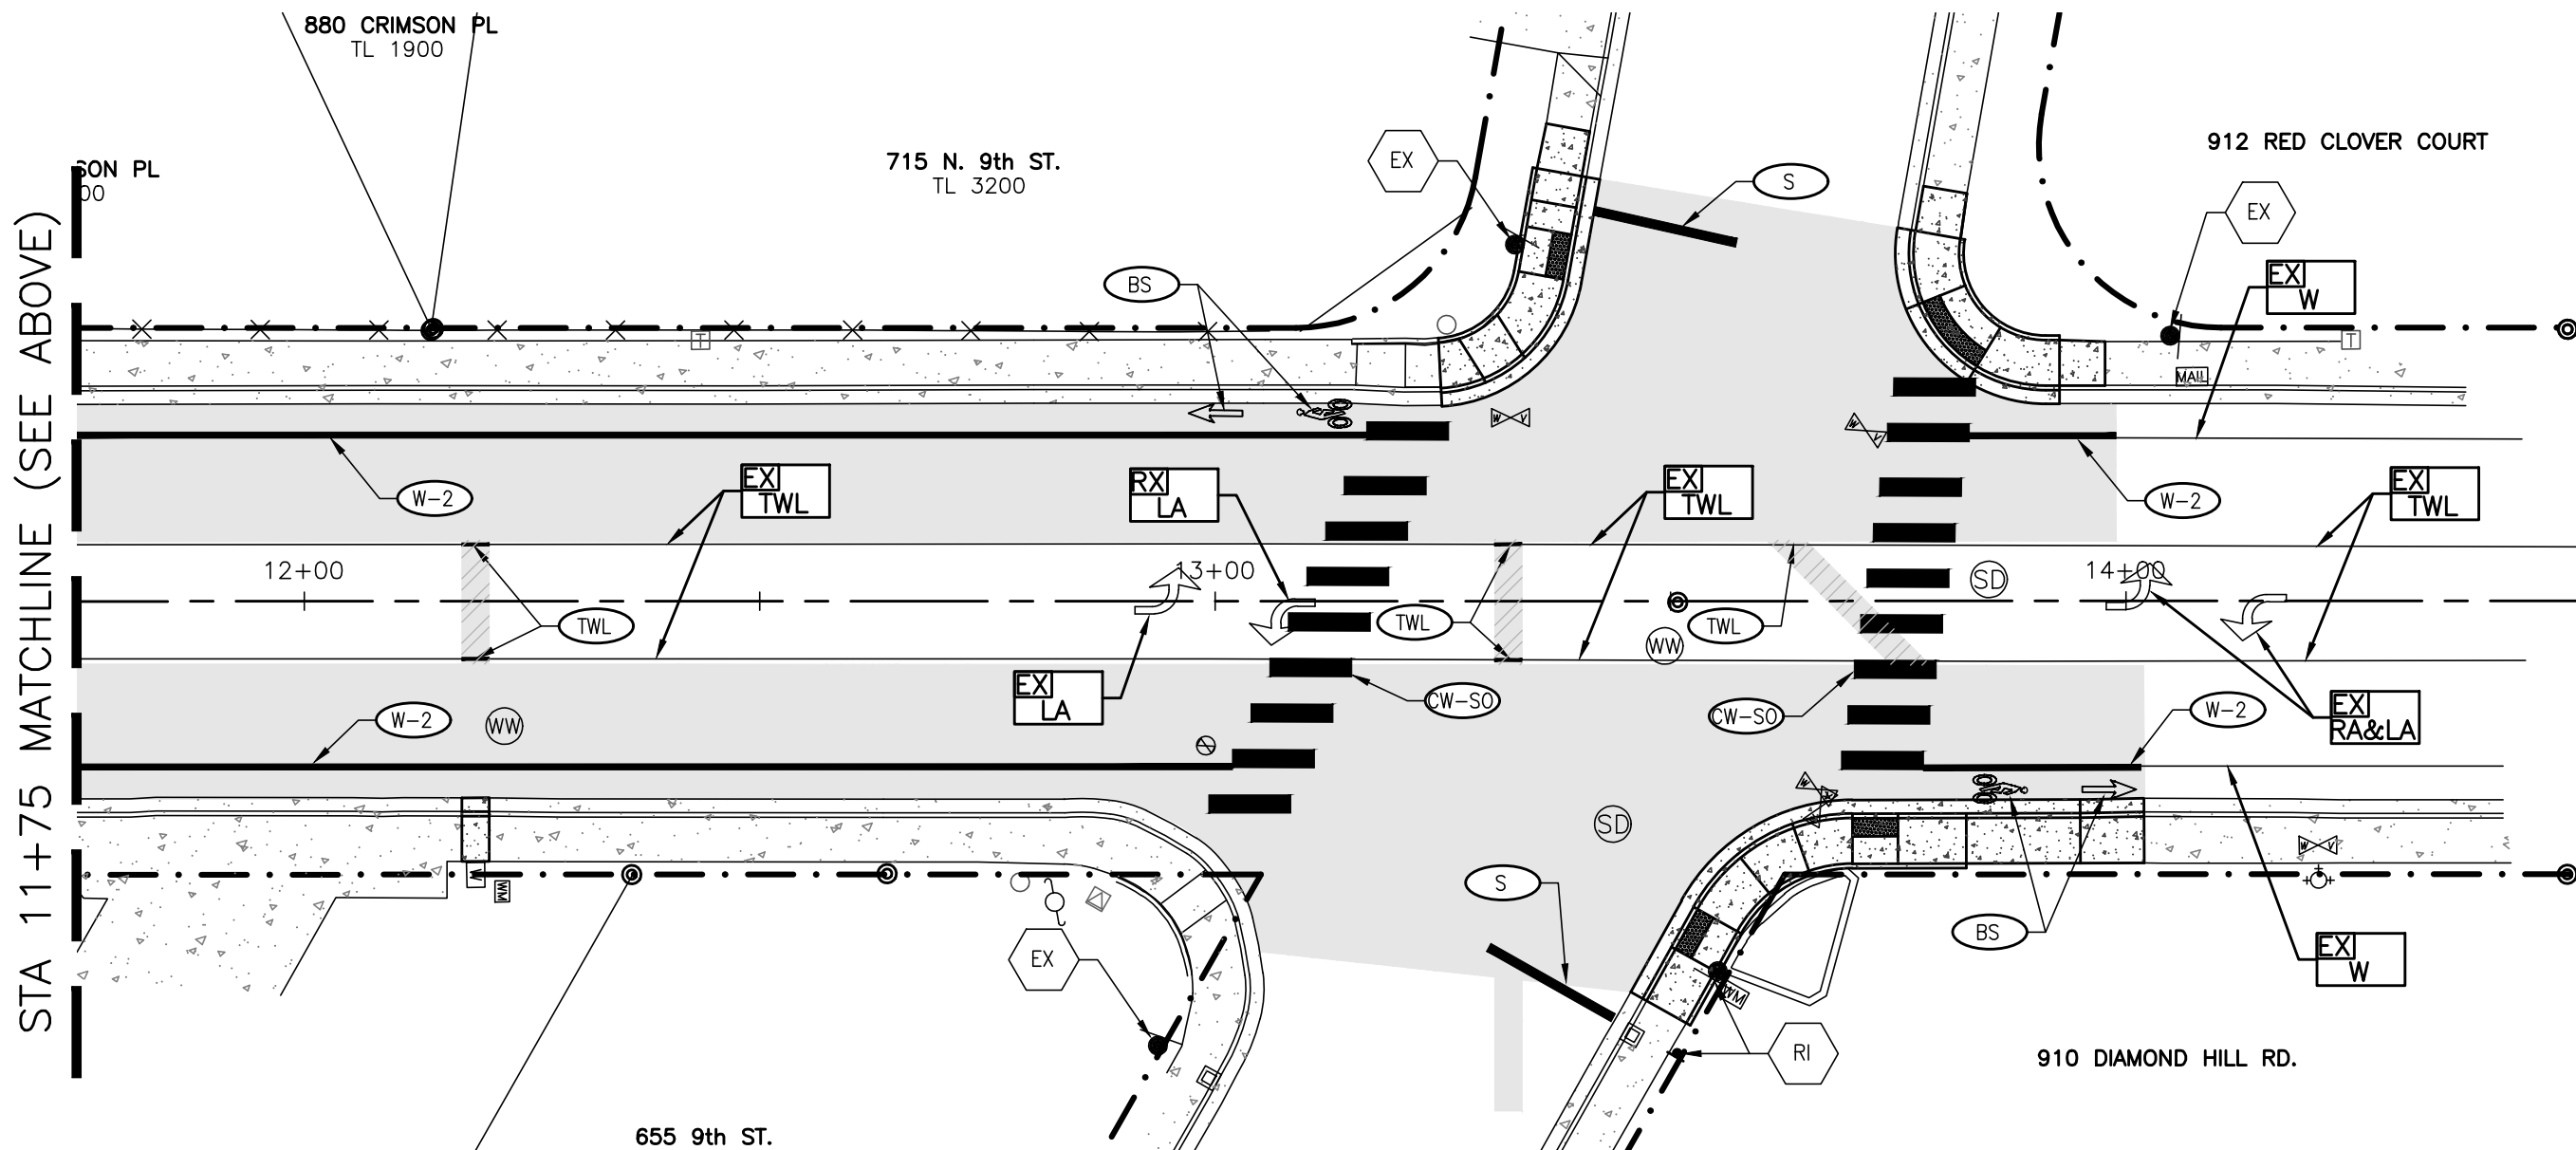 880 CRIMSON PL
TL 1900
SON PL
00
715 N. 9th ST.
TL 3200
912 RED CLOVER COURT
EX
S
EX
BS
EX
W
T
T
MAIL
W V
W V
STA 11+75 MATCHLINE (SEE ABOVE)
W-2
EX
TWL
RX
LA
EX
TWL
W-2
EX
TWL
12+00
13+00
14+00
SD
TWL
TWL
WW
TWL
EX
LA
CW-SO
CW-SO
W-2
WW
W-2
EX
RA&LA
W V
SD
W V
W
WM
S
BS
EX
W
EX
WM
RI
910 DIAMOND HILL RD.
655 9th ST.